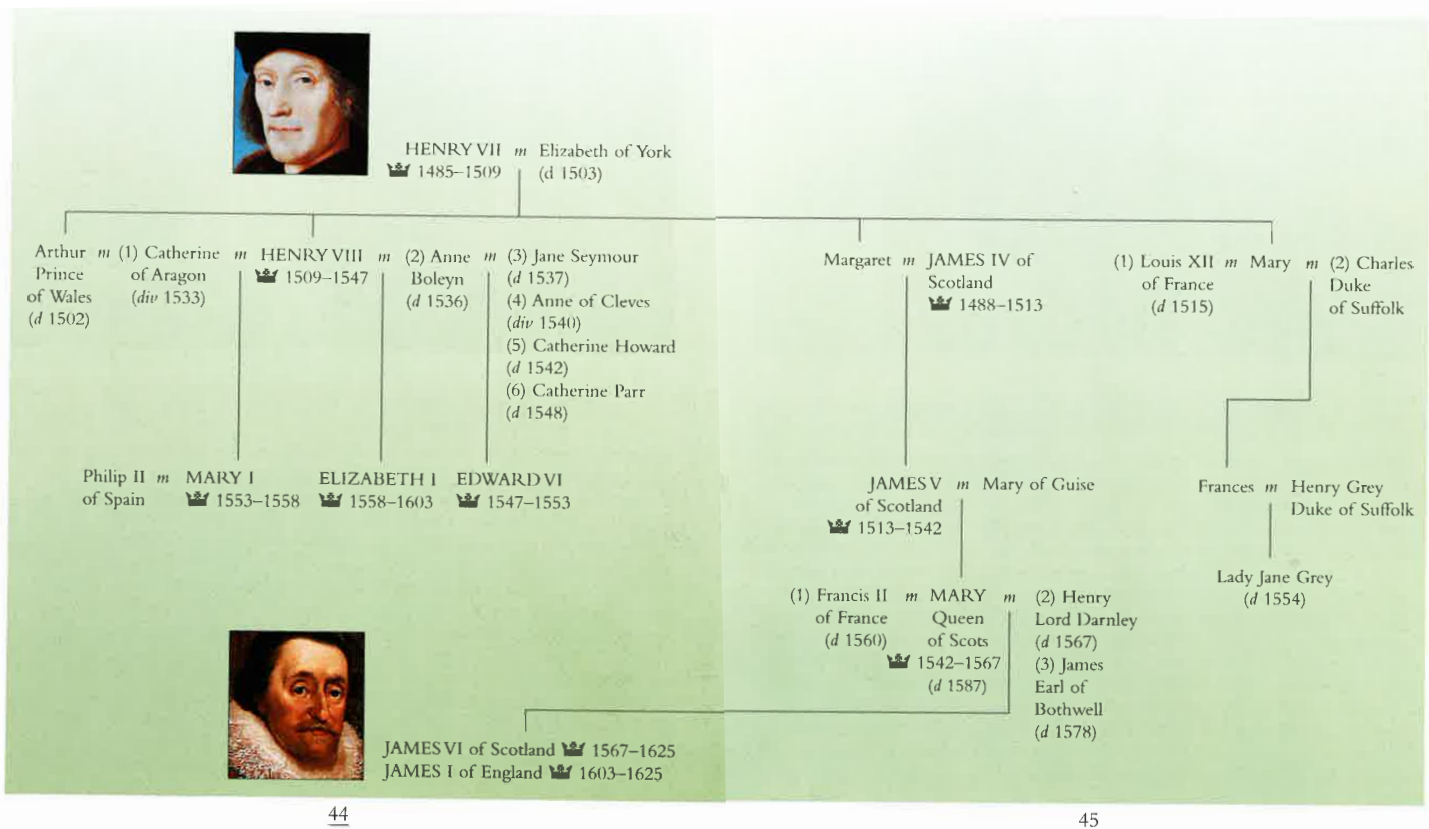 HENRY VII m Elizabeth of York
1485–1509 (d 1503)
Arthur m (1) Catherine m HENRY VIII m (2) Anne m (3) Jane Seymour
Prince of Aragon 1509–1547 Boleyn (d 1537)
of Wales (div 1533) (d 1536) (4) Anne of Cleves
(d 1502) (div 1540)
(5) Catherine Howard
(d 1542)
(6) Catherine Parr
(d 1548)
Margaret m JAMES IV of
Scotland
1488–1513
(1) Louis XII m Mary m (2) Charles
of France Duke
(d 1515) of Suffolk
Philip II m MARY I ELIZABETH I EDWARD VI
of Spain 1553–1558 1558–1603 1547–1553
JAMES V m Mary of Guise
of Scotland
1513–1542
Frances m Henry Grey
Duke of Suffolk
Lady Jane Grey
(d 1554)
(1) Francis II m MARY m (2) Henry
of France Queen Lord Darnley
(d 1560) of Scots (d 1567)
1542–1567 (3) James
(d 1587) Earl of
Bothwell
(d 1578)
JAMES VI of Scotland 1567–1625
JAMES I of England 1603–1625
44
45